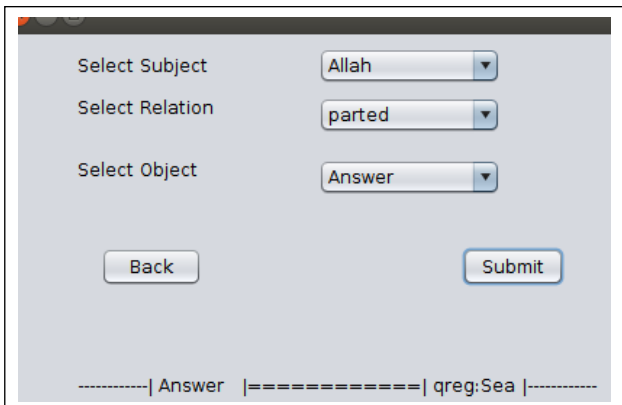 Select Subject Allah
Select Relation parted
Select Object Answer
Back Submit
------------| Answer |============| qreg:Sea |------------